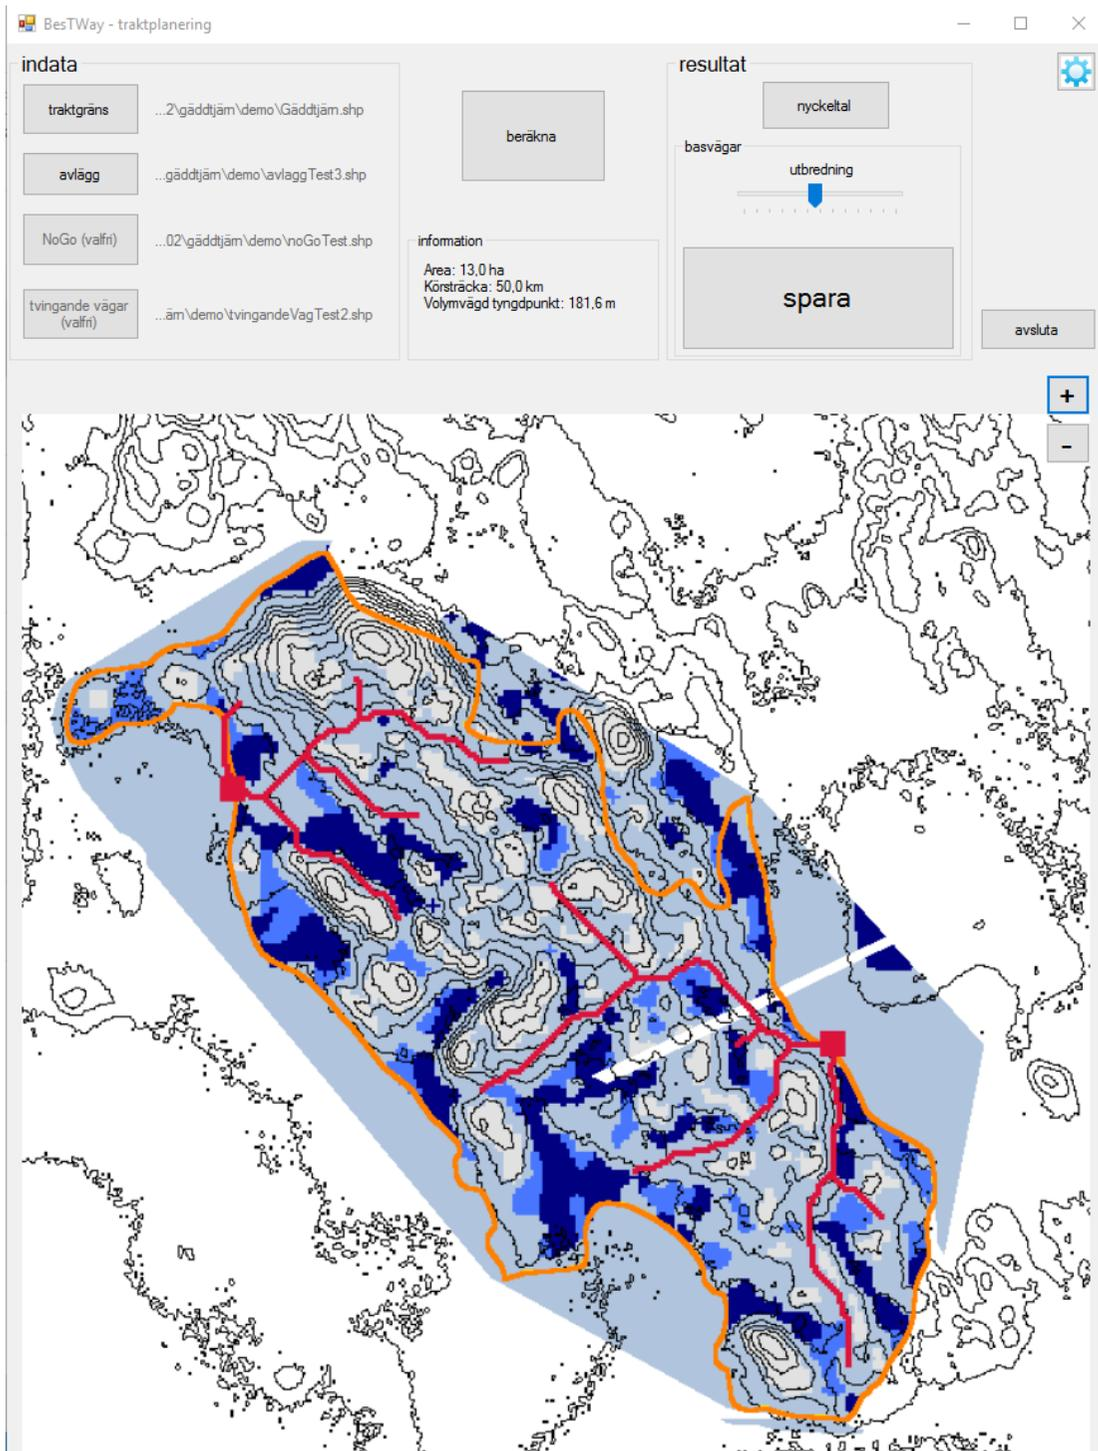 BesTWay - traktplanering
indata
traktgräns
...2\gäddtjärn\demo\Gäddtjärn.shp
avlägg
...gäddtjärn\demo\avlaggTest3.shp
NoGo (valfri)
...02\gäddtjärn\demo\noGoTest.shp
tvingande vägar
(valfri)
...ärn\demo\tvingandeVagTest2.shp
beräkna
information
Area: 13,0 ha
Körsträcka: 50,0 km
Volymvägd tyngdpunkt: 181,6 m
resultat
nyckeltal
basvägar
utbredning
spara
avsluta
+
-